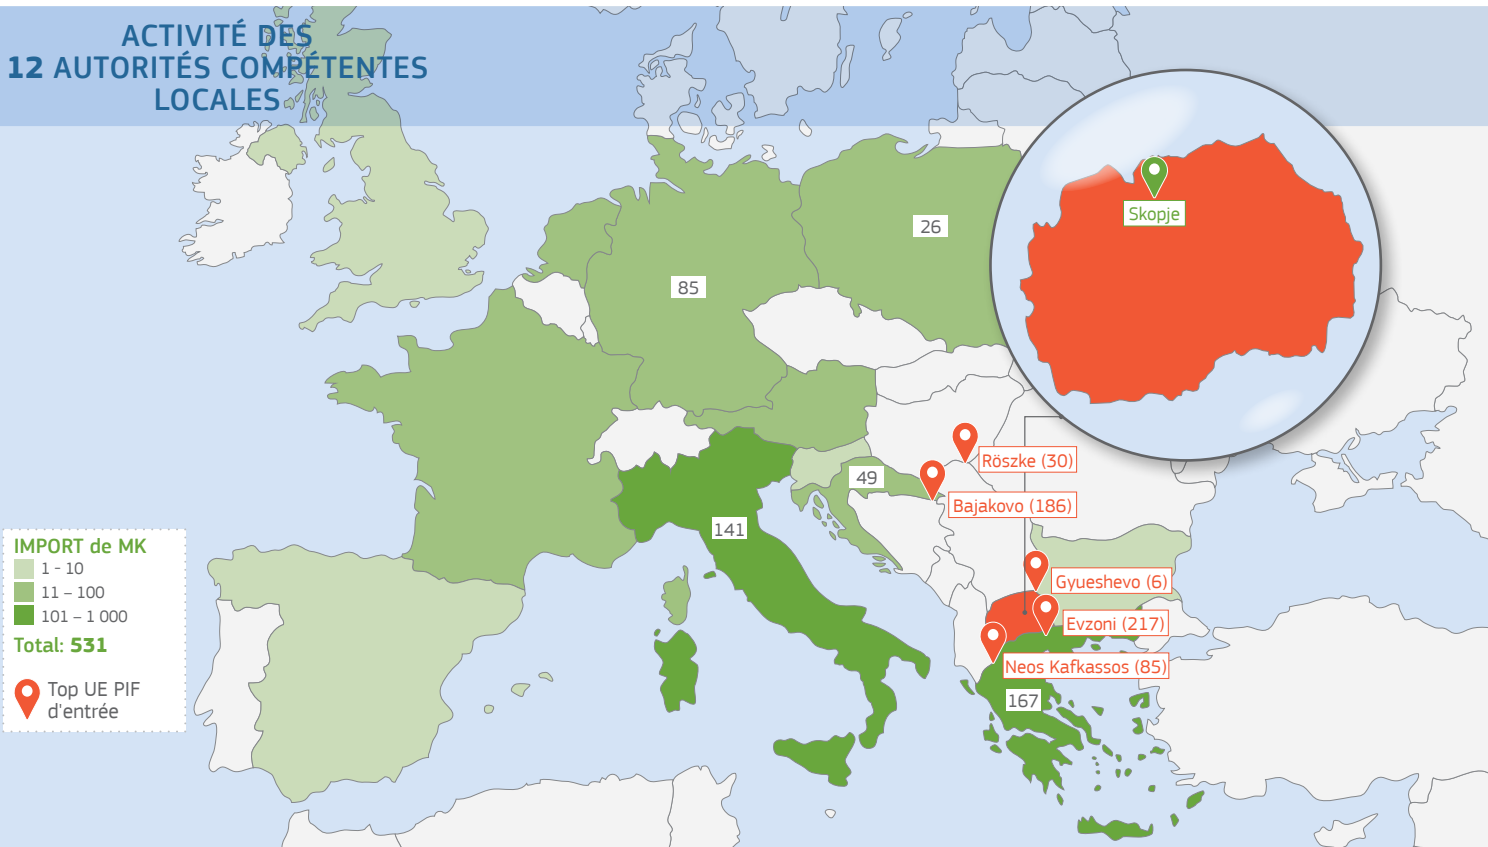 ACTIVITÉ DES
12 AUTORITÉS COMPÉTENTES
LOCALES
26
Skopje
85
Röszke (30)
49
Bajakovo (186)
141
IMPORT de MK
1 - 10
11 – 100
101 – 1 000
Total: 531
Top UE PIF
d'entrée
Gyueshevo (6)
Evzoni (217)
Neos Kafkassos (85)
167